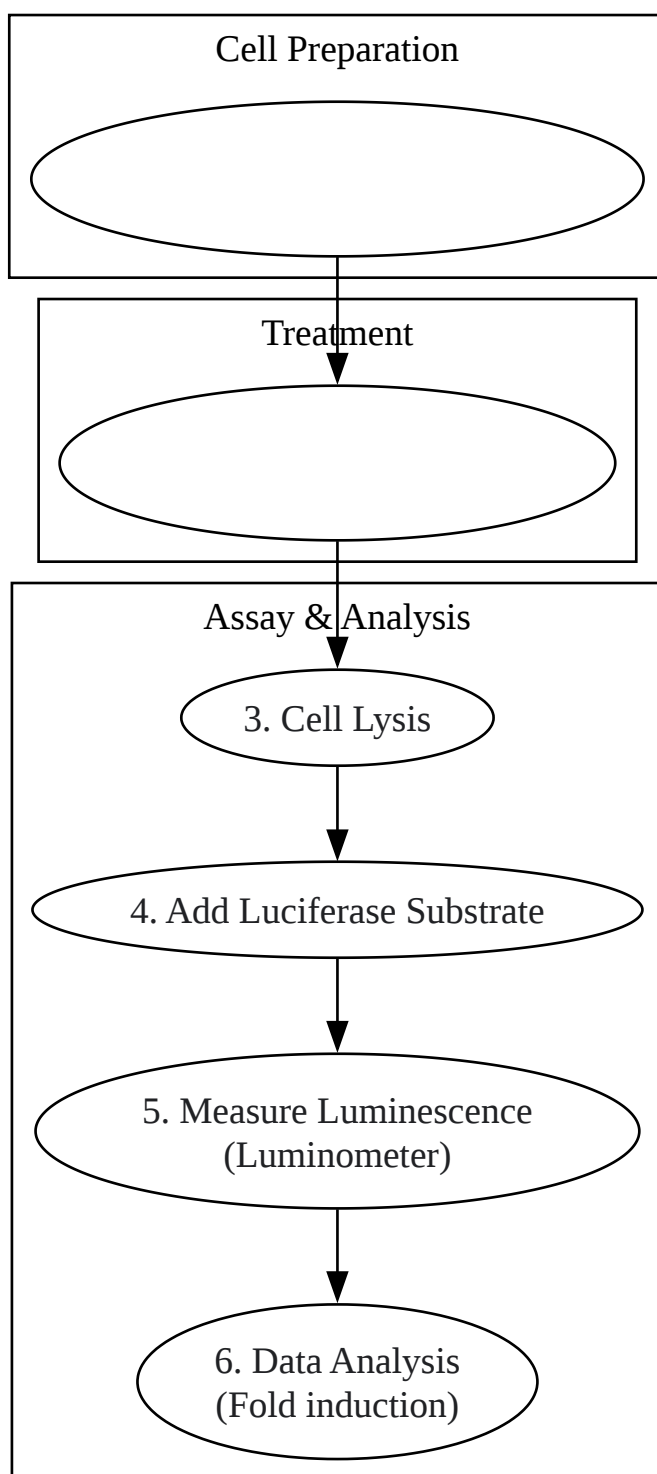 Cell Preparation
Treatment
Assay & Analysis
3. Cell Lysis
4. Add Luciferase Substrate
5. Measure Luminescence
(Luminometer)
6. Data Analysis
(Fold induction)